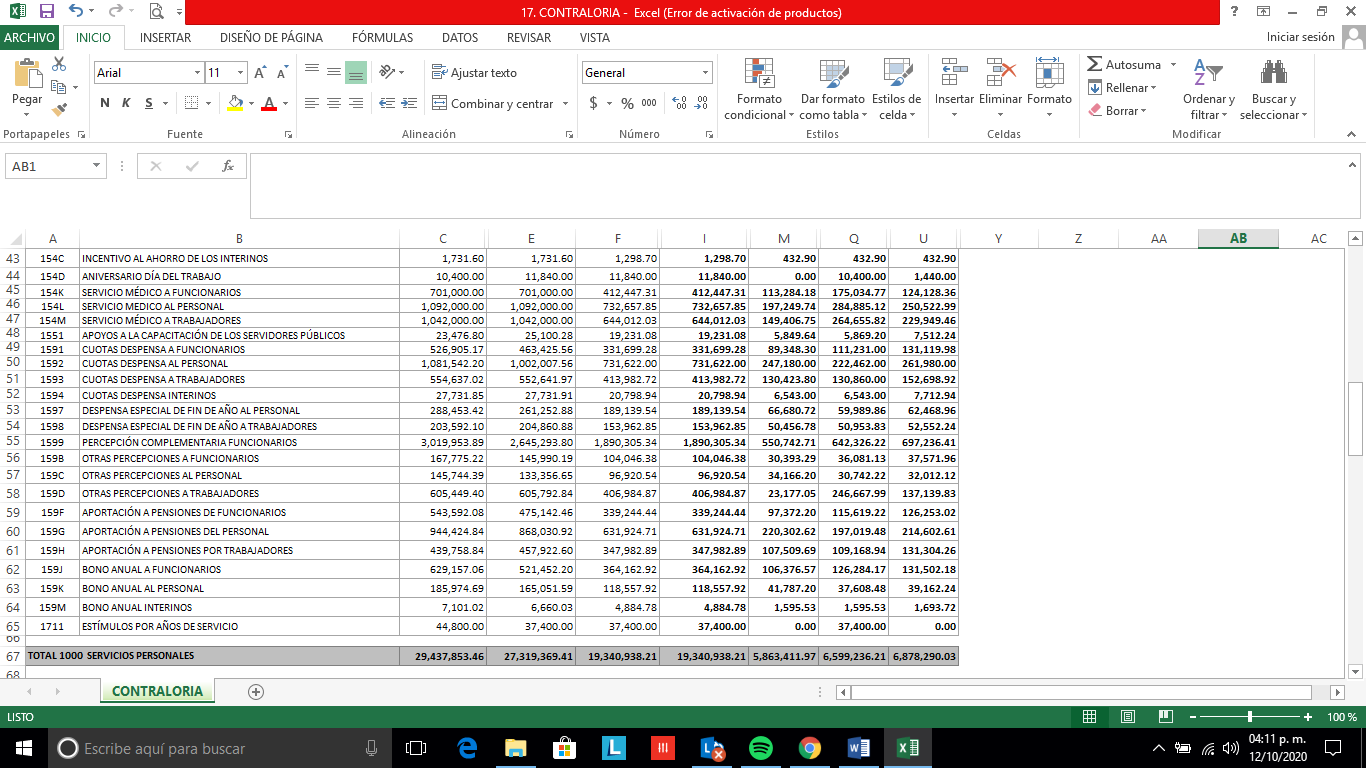 17. CONTRALORIA - Excel (Error de activación de productos)
ARCHIVO INICIO INSERTAR DISEÑO DE PÁGINA FÓRMULAS DATOS REVISAR VISTA Iniciar sesión
Pegar
Portapapeles
Arial 11
N K S
Fuente
Ajustar texto
Combinar y centrar
Alineación
General
$ % 000
Número
Formato condicional
Dar formato como tabla
Estilos de celda
Estilos
Insertar Eliminar Formato
Celdas
Autosuma
Rellenar
Borrar
Ordenar y filtrar
Buscar y seleccionar
Modificar
AB1
A B C E F I M Q U Y Z AA AB AC
43 154C INCENTIVO AL AHORRO DE LOS INTERINOS 1,731.60 1,731.60 1,298.70 1,298.70 432.90 432.90 432.90
44 154D ANIVERSARIO DÍA DEL TRABAJO 10,400.00 11,840.00 11,840.00 11,840.00 0.00 10,400.00 1,440.00
45 154K SERVICIO MÉDICO A FUNCIONARIOS 701,000.00 701,000.00 412,447.31 412,447.31 113,284.18 175,034.77 124,128.36
46 154L SERVICIO MÉDICO AL PERSONAL 1,092,000.00 1,092,000.00 732,657.85 732,657.85 197,249.74 284,885.12 250,522.99
47 154M SERVICIO MÉDICO A TRABAJADORES 1,042,000.00 1,042,000.00 644,012.03 644,012.03 149,406.75 264,655.82 229,949.46
48 1551 APOYOS A LA CAPACITACIÓN DE LOS SERVIDORES PÚBLICOS 23,476.80 25,100.28 19,231.08 19,231.08 5,849.64 5,869.20 7,512.24
49 1591 CUOTAS DESPENSA A FUNCIONARIOS 526,905.17 463,425.56 331,699.28 331,699.28 89,348.30 111,231.00 131,119.98
50 1592 CUOTAS DESPENSA AL PERSONAL 1,081,542.20 1,002,007.56 731,622.00 731,622.00 247,180.00 222,462.00 261,980.00
51 1593 CUOTAS DESPENSA A TRABAJADORES 554,637.02 552,641.97 413,982.72 413,982.72 130,423.80 130,860.00 152,698.92
52 1594 CUOTAS DESPENSA INTERINOS 27,731.85 27,731.91 20,798.94 20,798.94 6,543.00 6,543.00 7,712.94
53 1597 DESPENSA ESPECIAL DE FIN DE AÑO AL PERSONAL 288,453.42 261,252.88 189,139.54 189,139.54 66,680.72 59,989.86 62,468.96
54 1598 DESPENSA ESPECIAL DE FIN DE AÑO A TRABAJADORES 203,592.10 204,860.88 153,962.85 153,962.85 50,456.78 50,953.83 52,552.24
55 1599 PERCEPCIÓN COMPLEMENTARIA FUNCIONARIOS 3,019,953.89 2,645,293.80 1,890,305.34 1,890,305.34 550,742.71 642,326.22 697,236.41
56 159B OTRAS PERCEPCIONES A FUNCIONARIOS 167,775.22 145,990.19 104,046.38 104,046.38 30,393.29 36,081.13 37,571.96
57 159C OTRAS PERCEPCIONES AL PERSONAL 145,744.39 133,356.65 96,920.54 96,920.54 34,166.20 30,742.22 32,012.12
58 159D OTRAS PERCEPCIONES A TRABAJADORES 605,449.40 605,792.84 406,984.87 406,984.87 23,177.05 246,667.99 137,139.83
59 159F APORTACIÓN A PENSIONES DE FUNCIONARIOS 543,592.08 475,142.46 339,244.44 339,244.44 97,372.20 115,619.22 126,253.02
60 159G APORTACIÓN A PENSIONES DEL PERSONAL 944,424.84 868,030.92 631,924.71 631,924.71 220,302.62 197,019.48 214,602.61
61 159H APORTACIÓN A PENSIONES POR TRABAJADORES 439,758.84 457,922.60 347,982.89 347,982.89 107,509.69 109,168.94 131,304.26
62 159J BONO ANUAL A FUNCIONARIOS 629,157.06 521,452.20 364,162.92 364,162.92 106,376.57 126,284.17 131,502.18
63 159K BONO ANUAL AL PERSONAL 185,974.69 165,051.59 118,557.92 118,557.92 41,787.20 37,608.48 39,162.24
64 159M BONO ANUAL INTERINOS 7,101.02 6,660.03 4,884.78 4,884.78 1,595.53 1,595.53 1,693.72
65 1711 ESTÍMULOS POR AÑOS DE SERVICIO 44,800.00 37,400.00 37,400.00 37,400.00 0.00 37,400.00 0.00
66
67 TOTAL 1000 SERVICIOS PERSONALES 29,437,853.46 27,319,369.41 19,340,938.21 19,340,938.21 5,863,411.97 6,599,236.21 6,878,290.03
68
CONTRALORIA
LISTO 100 %
Escribe aquí para buscar
04:11 p. m.
12/10/2020